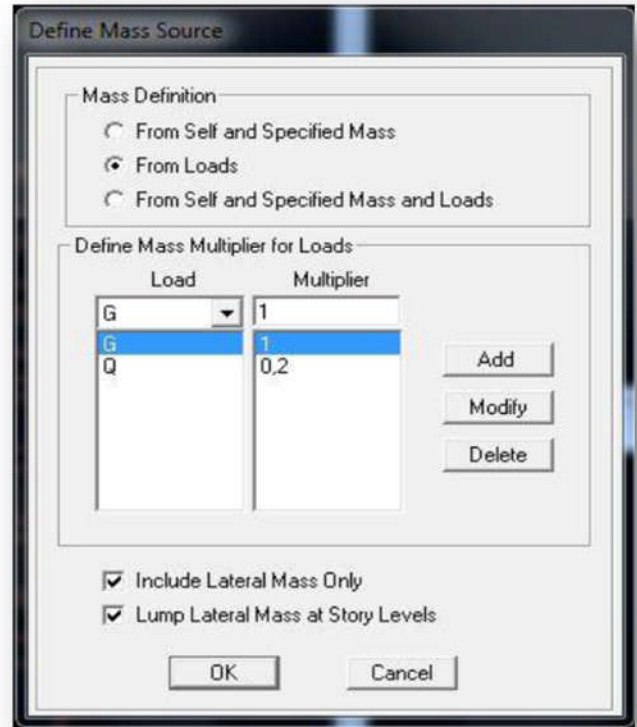 Define Mass Source
Mass Definition
From Self and Specified Mass
From Loads
From Self and Specified Mass and Loads
Define Mass Multiplier for Loads
Load Multiplier
G 1
G 1
Q 0,2
Add
Modify
Delete
Include Lateral Mass Only
Lump Lateral Mass at Story Levels
OK Cancel